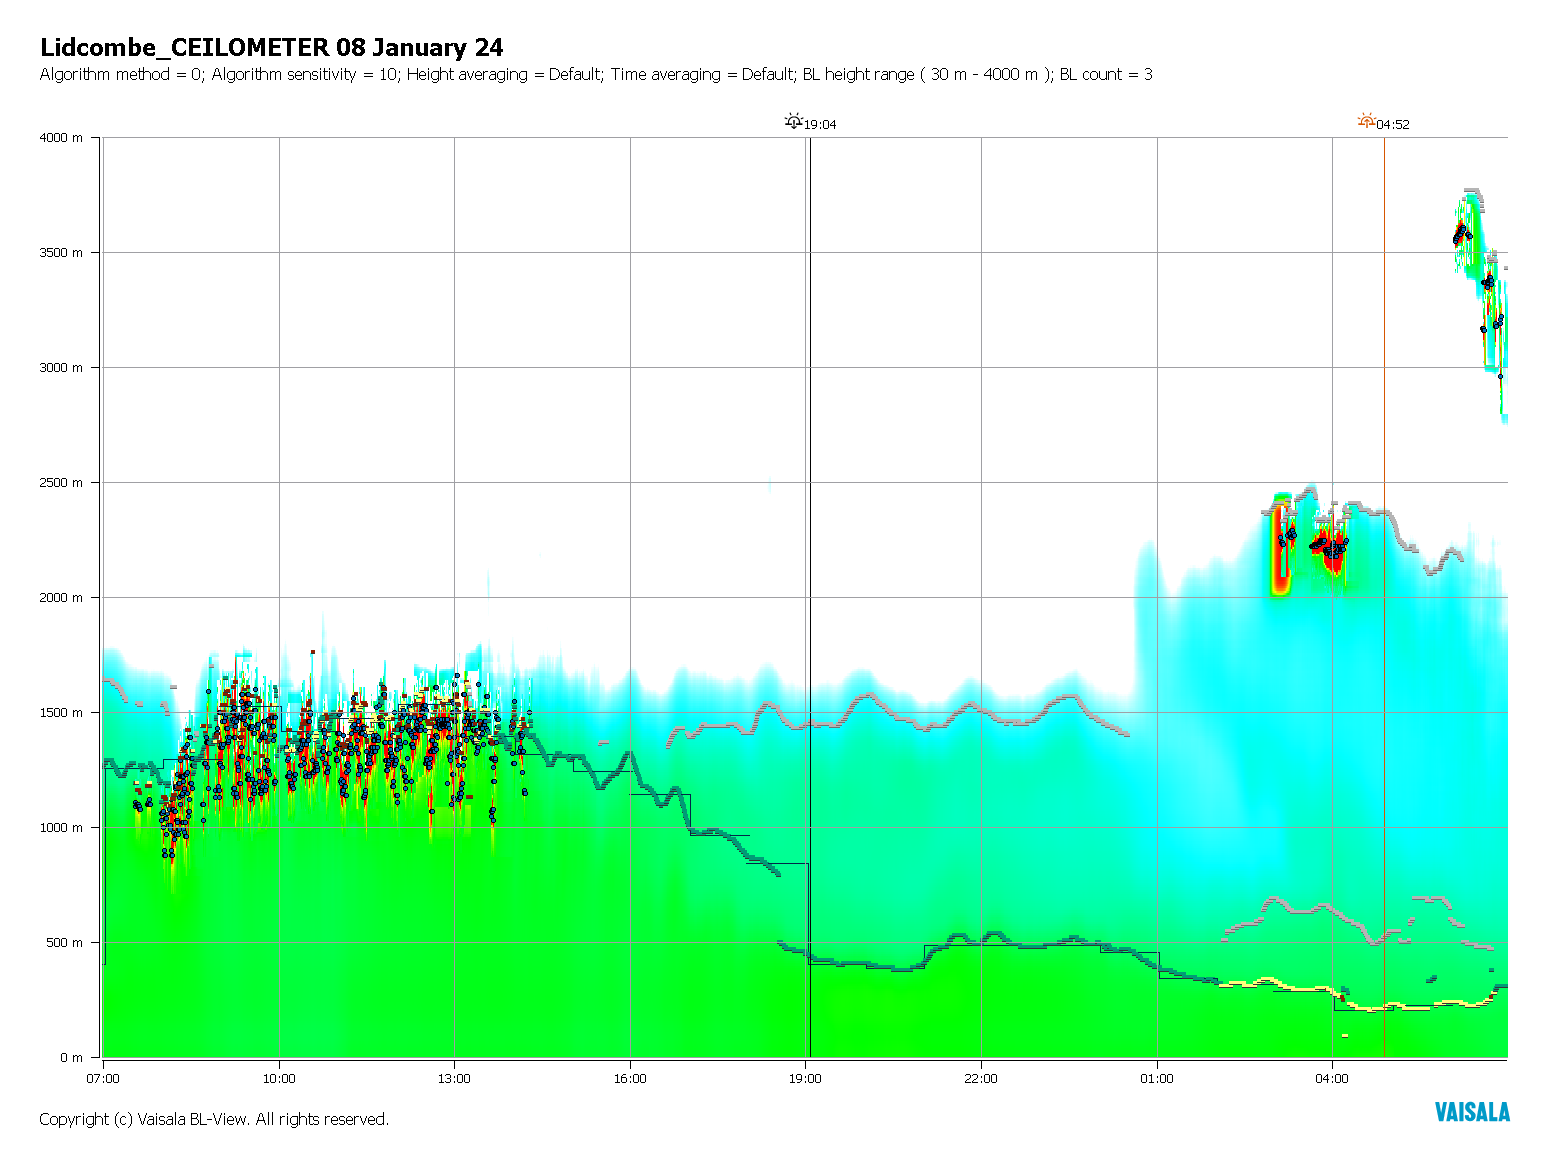 Lidcombe_CEILOMETER 08 January 24
Algorithm method = 0; Algorithm sensitivity = 10; Height averaging = Default; Time averaging = Default; BL height range ( 30 m - 4000 m ); BL count = 3
19:04
04:52
4000 m
3500 m
3000 m
2500 m
2000 m
1500 m
1000 m
500 m
0 m
07:00 10:00 13:00 16:00 19:00 22:00 01:00 04:00
Copyright (c) Vaisala BL-View. All rights reserved.
VAISALA